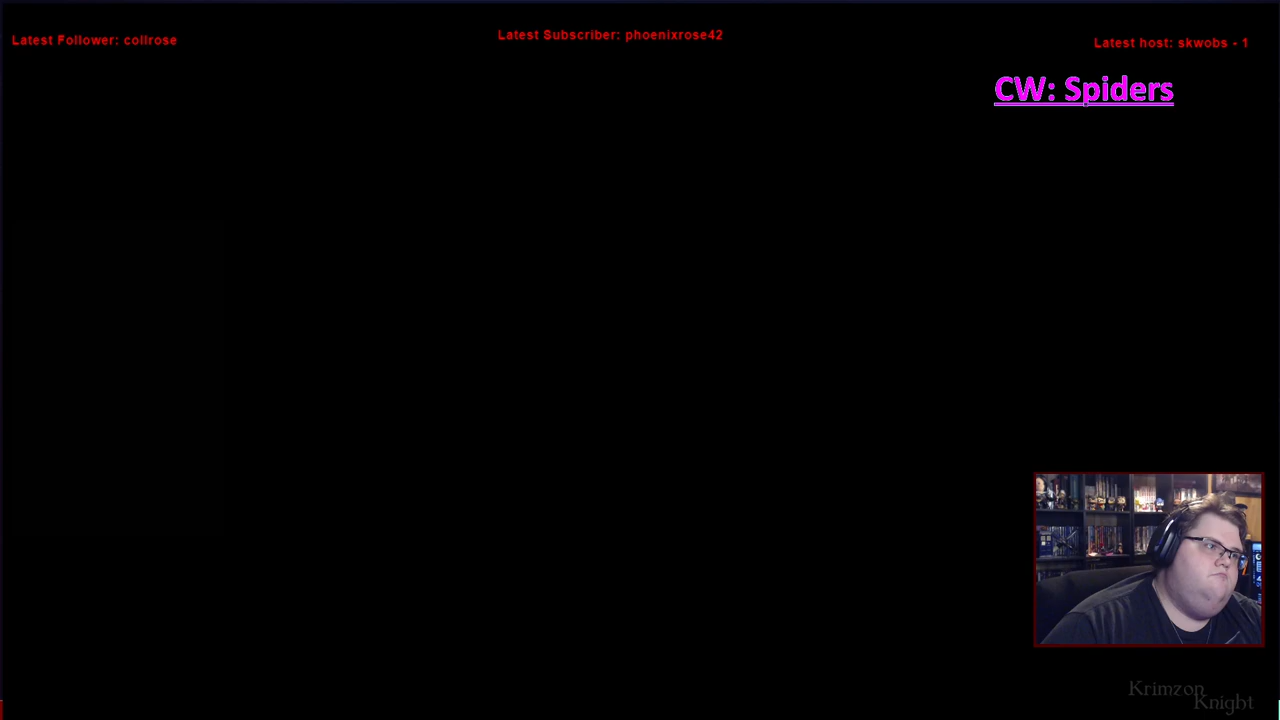 Latest Follower: collrose
Latest Subscriber: phoenixrose42
Latest host: skwobs - 1
CW: Spiders
Krimzon
Knight